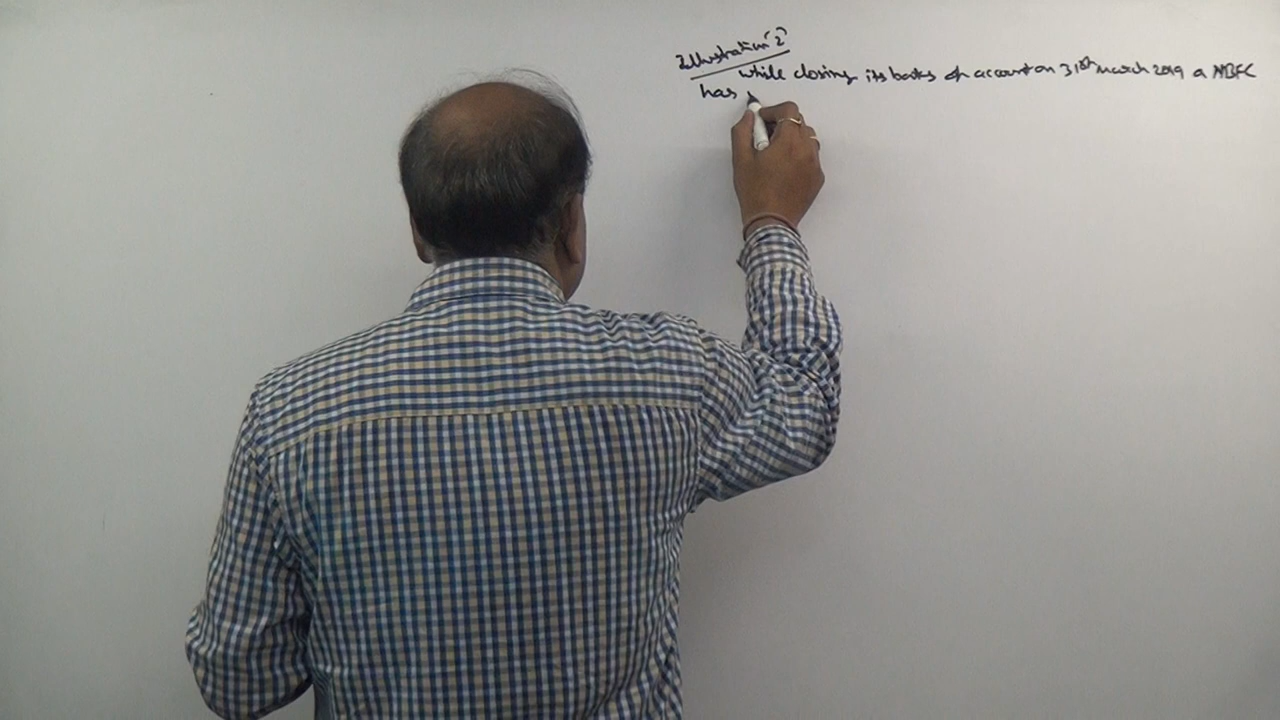 Illustration '2'
while closing its books of account on 31st march 2019 a NBFC
has